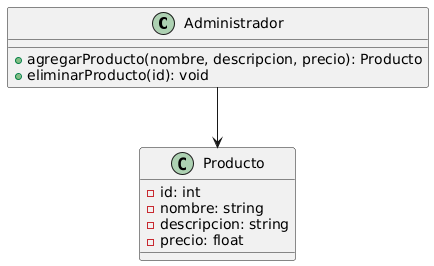 C Administrador
agregarProducto(nombre, descripcion, precio): Producto
eliminarProducto(id): void
C Producto
id: int
nombre: string
descripcion: string
precio: float